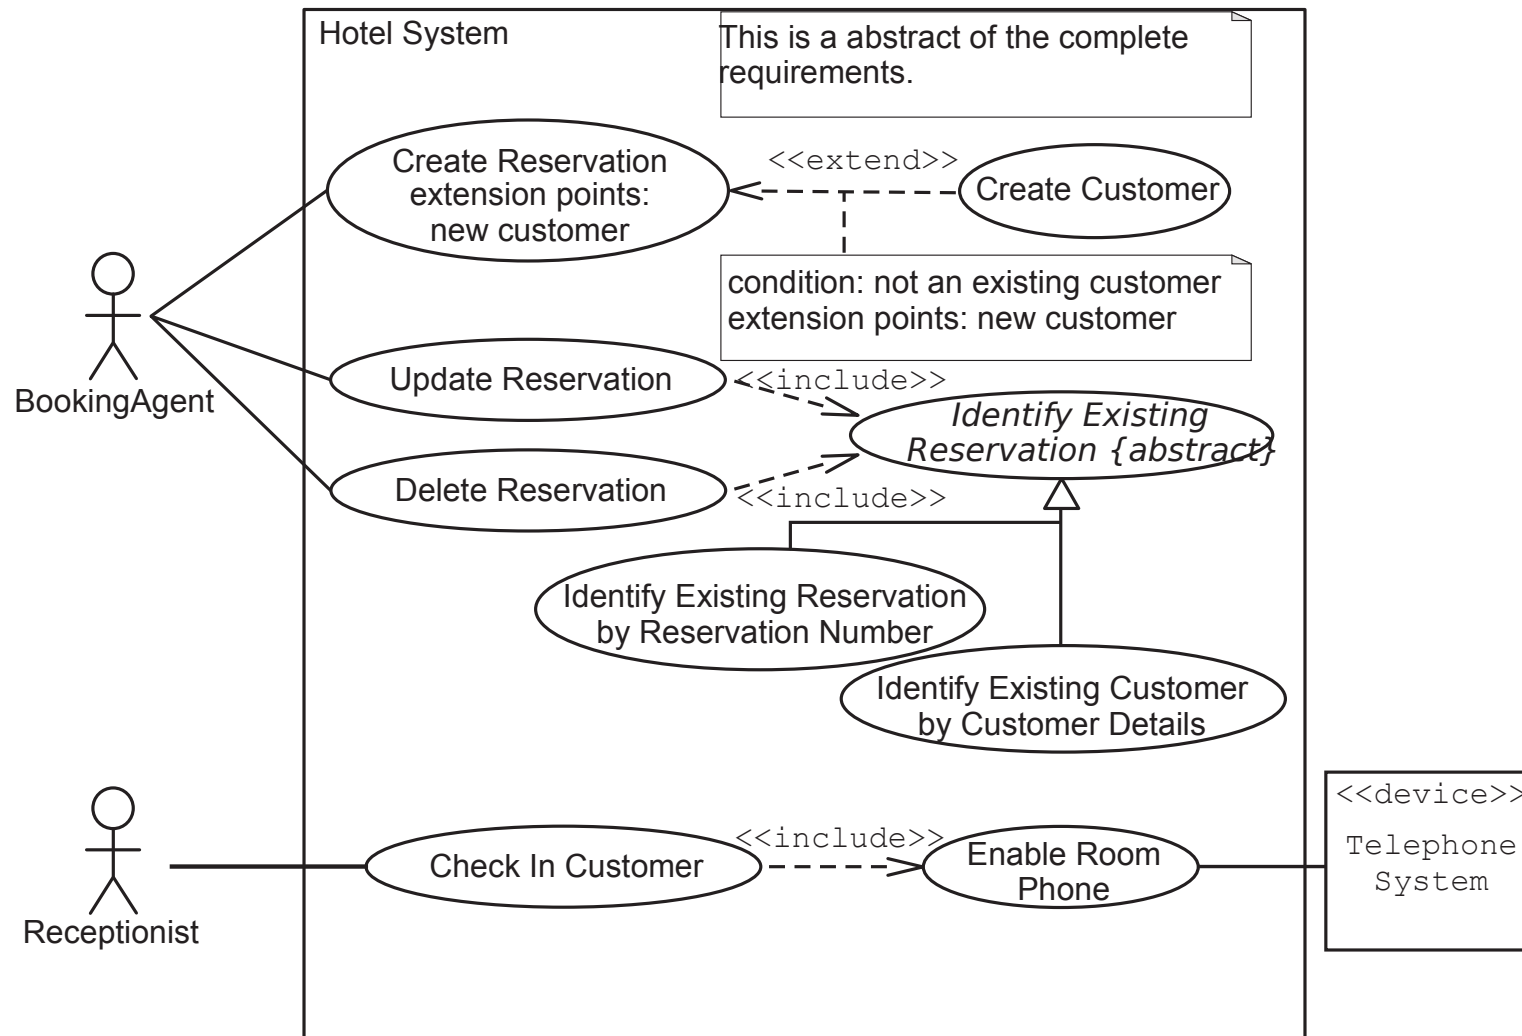 Hotel System
This is a abstract of the complete
requirements.
Create Reservation
extension points:
new customer
<<extend>>
Create Customer
condition: not an existing customer
extension points: new customer
BookingAgent
Update Reservation
<<include>>
Identify Existing
Reservation {abstract}
Delete Reservation
<<include>>
Identify Existing Reservation
by Reservation Number
Identify Existing Customer
by Customer Details
Receptionist
Check In Customer
<<include>>
Enable Room
Phone
<<device>>
Telephone
System